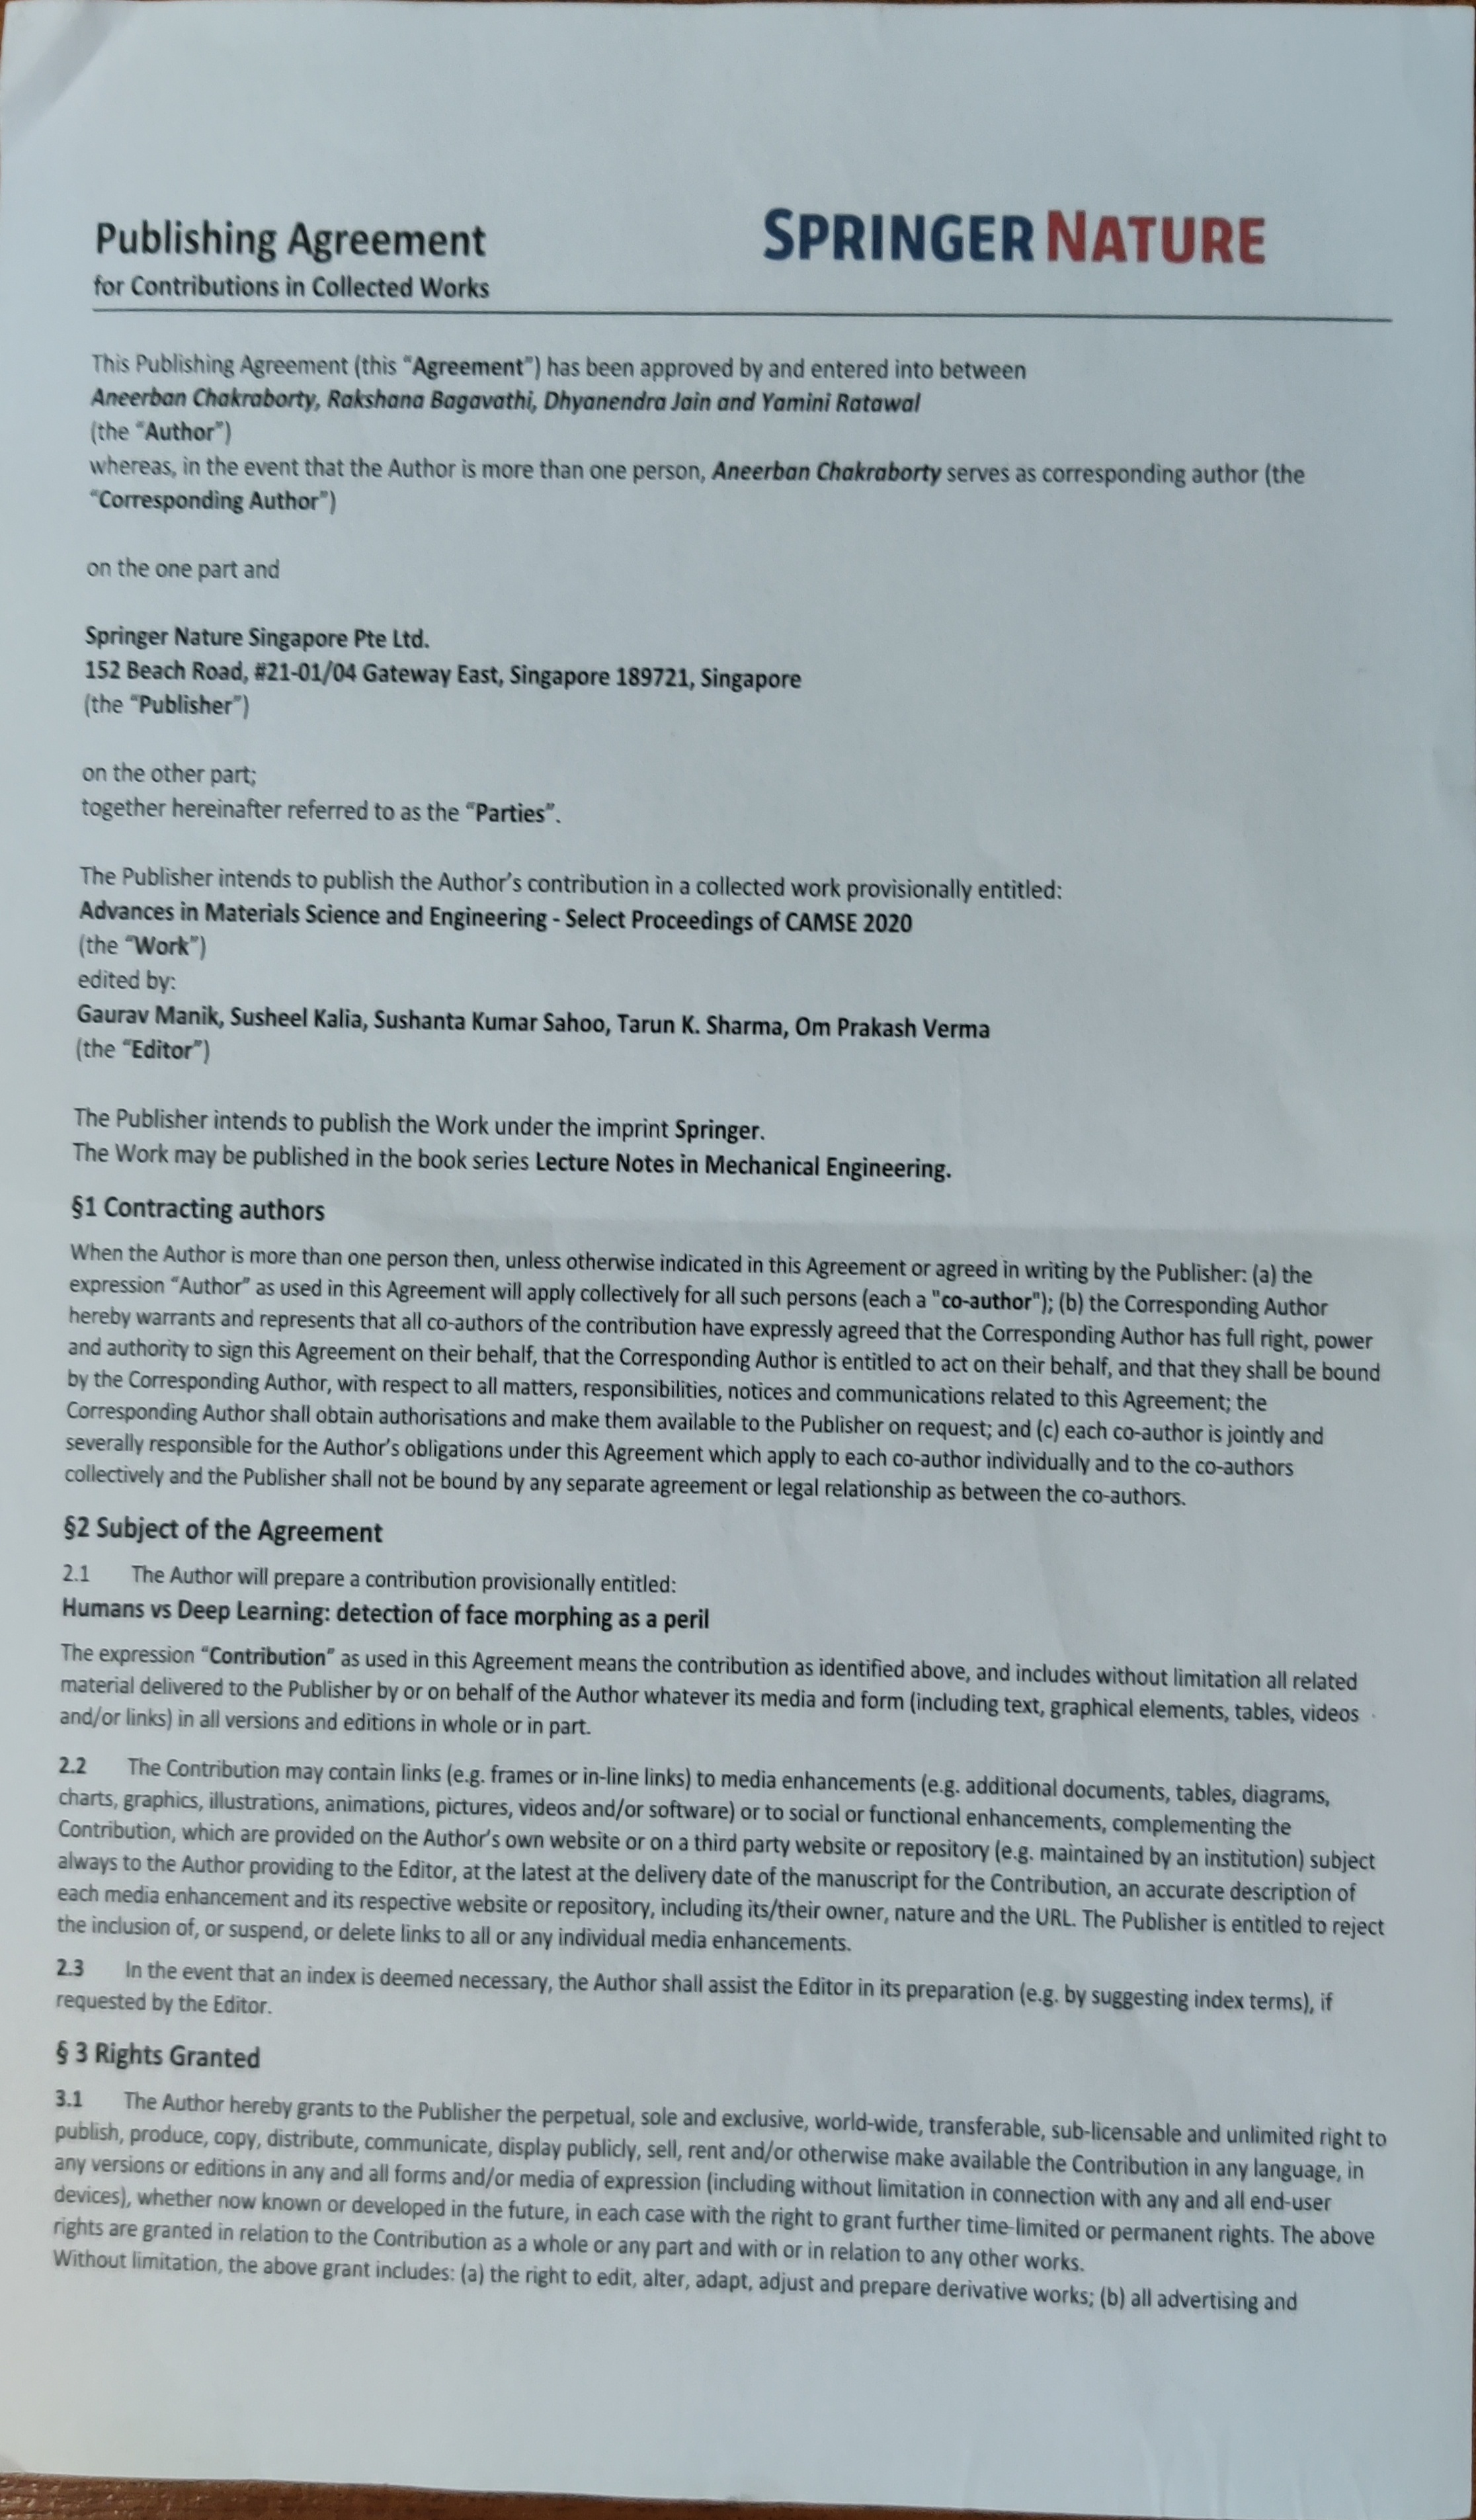 Publishing Agreement
SPRINGER NATURE
for Contributions in Collected Works
This Publishing Agreement (this “Agreement”) has been approved by and entered into between
Aneerban Chakraborty, Rakshana Bagavathi, Dhyanendra Jain and Yamini Ratawal
(the “Author”)
whereas, in the event that the Author is more than one person, Aneerban Chakraborty serves as corresponding author (the
“Corresponding Author”)
on the one part and
Springer Nature Singapore Pte Ltd.
152 Beach Road, #21-01/04 Gateway East, Singapore 189721, Singapore
(the “Publisher”)
on the other part;
together hereinafter referred to as the “Parties”.
The Publisher intends to publish the Author’s contribution in a collected work provisionally entitled:
Advances in Materials Science and Engineering - Select Proceedings of CAMSE 2020
(the “Work”)
edited by:
Gaurav Manik, Susheel Kalia, Sushanta Kumar Sahoo, Tarun K. Sharma, Om Prakash Verma
(the “Editor”)
The Publisher intends to publish the Work under the imprint Springer.
The Work may be published in the book series Lecture Notes in Mechanical Engineering.
§1 Contracting authors
When the Author is more than one person then, unless otherwise indicated in this Agreement or agreed in writing by the Publisher: (a) the
expression “Author” as used in this Agreement will apply collectively for all such persons (each a "co-author"); (b) the Corresponding Author
hereby warrants and represents that all co-authors of the contribution have expressly agreed that the Corresponding Author has full right, power
and authority to sign this Agreement on their behalf, that the Corresponding Author is entitled to act on their behalf, and that they shall be bound
by the Corresponding Author, with respect to all matters, responsibilities, notices and communications related to this Agreement; the
Corresponding Author shall obtain authorisations and make them available to the Publisher on request; and (c) each co-author is jointly and
severally responsible for the Author’s obligations under this Agreement which apply to each co-author individually and to the co-authors
collectively and the Publisher shall not be bound by any separate agreement or legal relationship as between the co-authors.
§2 Subject of the Agreement
2.1 The Author will prepare a contribution provisionally entitled:
Humans vs Deep Learning: detection of face morphing as a peril
The expression “Contribution” as used in this Agreement means the contribution as identified above, and includes without limitation all related
material delivered to the Publisher by or on behalf of the Author whatever its media and form (including text, graphical elements, tables, videos
and/or links) in all versions and editions in whole or in part.
2.2 The Contribution may contain links (e.g. frames or in-line links) to media enhancements (e.g. additional documents, tables, diagrams,
charts, graphics, illustrations, animations, pictures, videos and/or software) or to social or functional enhancements, complementing the
Contribution, which are provided on the Author’s own website or on a third party website or repository (e.g. maintained by an institution) subject
always to the Author providing to the Editor, at the latest at the delivery date of the manuscript for the Contribution, an accurate description of
each media enhancement and its respective website or repository, including its/their owner, nature and the URL. The Publisher is entitled to reject
the inclusion of, or suspend, or delete links to all or any individual media enhancements.
2.3 In the event that an index is deemed necessary, the Author shall assist the Editor in its preparation (e.g. by suggesting index terms), if
requested by the Editor.
§ 3 Rights Granted
3.1 The Author hereby grants to the Publisher the perpetual, sole and exclusive, world-wide, transferable, sub-licensable and unlimited right to
publish, produce, copy, distribute, communicate, display publicly, sell, rent and/or otherwise make available the Contribution in any language, in
any versions or editions in any and all forms and/or media of expression (including without limitation in connection with any and all end-user
devices), whether now known or developed in the future, in each case with the right to grant further time-limited or permanent rights. The above
rights are granted in relation to the Contribution as a whole or any part and with or in relation to any other works.
Without limitation, the above grant includes: (a) the right to edit, alter, adapt, adjust and prepare derivative works; (b) all advertising and